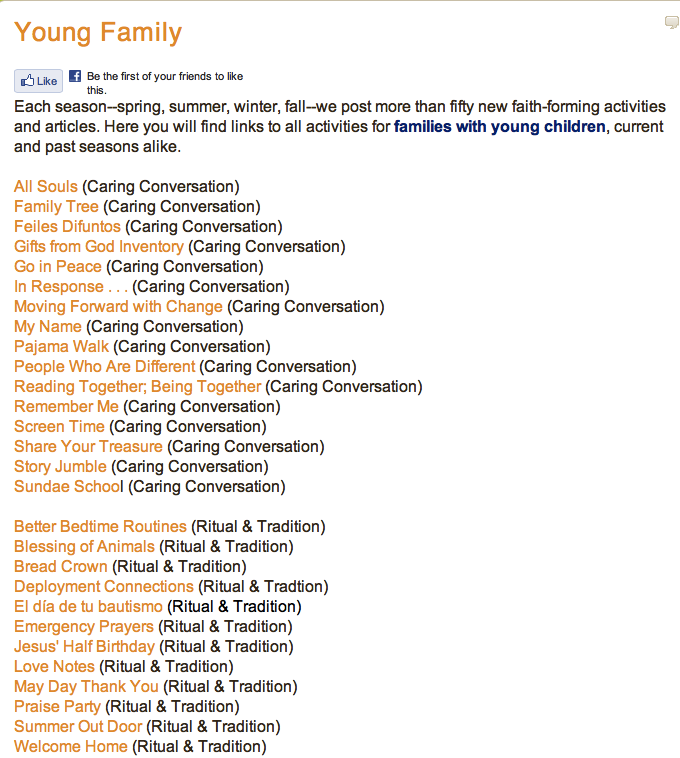 Young Family
Like
Be the first of your friends to like
this.
Each season--spring, summer, winter, fall--we post more than fifty new faith-forming activities
and articles. Here you will find links to all activities for families with young children, current
and past seasons alike.
All Souls (Caring Conversation)
Family Tree (Caring Conversation)
Feiles Difuntos (Caring Conversation)
Gifts from God Inventory (Caring Conversation)
Go in Peace (Caring Conversation)
In Response . . . (Caring Conversation)
Moving Forward with Change (Caring Conversation)
My Name (Caring Conversation)
Pajama Walk (Caring Conversation)
People Who Are Different (Caring Conversation)
Reading Together; Being Together (Caring Conversation)
Remember Me (Caring Conversation)
Screen Time (Caring Conversation)
Share Your Treasure (Caring Conversation)
Story Jumble (Caring Conversation)
Sundae School (Caring Conversation)
Better Bedtime Routines (Ritual & Tradition)
Blessing of Animals (Ritual & Tradition)
Bread Crown (Ritual & Tradition)
Deployment Connections (Ritual & Tradtion)
El día de tu bautismo (Ritual & Tradition)
Emergency Prayers (Ritual & Tradition)
Jesus' Half Birthday (Ritual & Tradition)
Love Notes (Ritual & Tradition)
May Day Thank You (Ritual & Tradition)
Praise Party (Ritual & Tradition)
Summer Out Door (Ritual & Tradition)
Welcome Home (Ritual & Tradition)